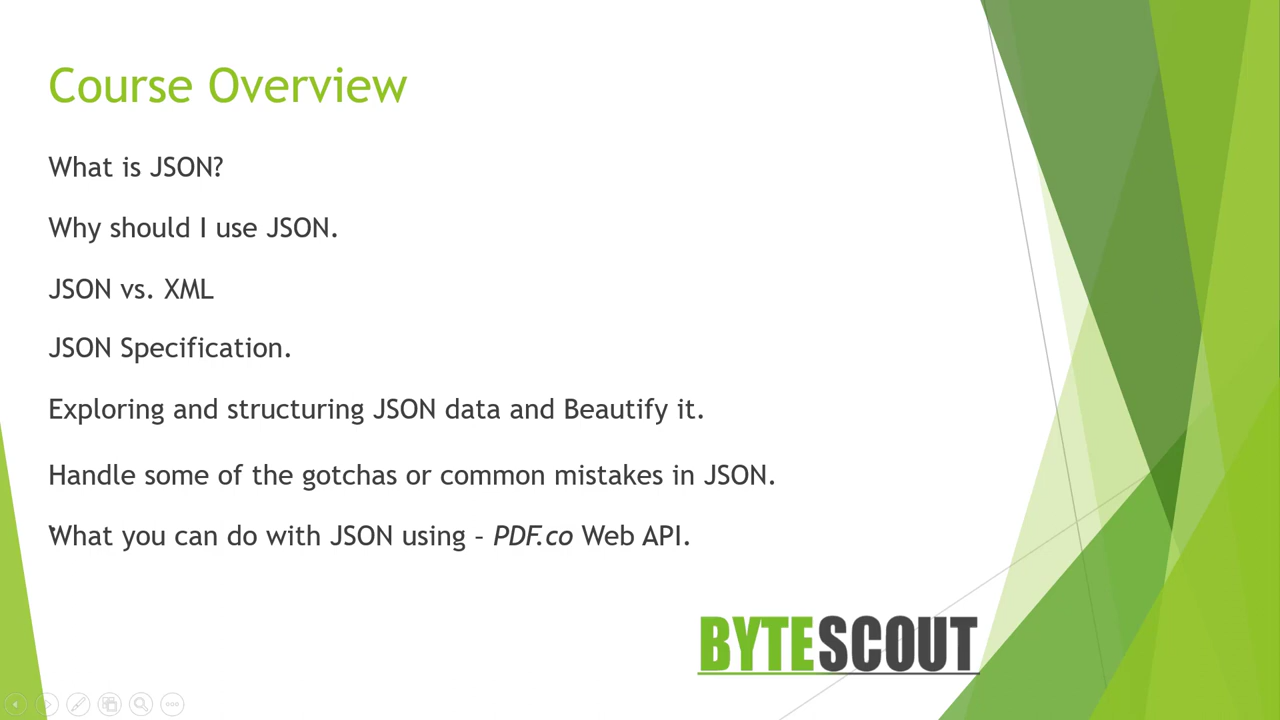 Course Overview
What is JSON?
Why should I use JSON.
JSON vs. XML
JSON Specification.
Exploring and structuring JSON data and Beautify it.
Handle some of the gotchas or common mistakes in JSON.
What you can do with JSON using – PDF.co Web API.
BYTESCOUT